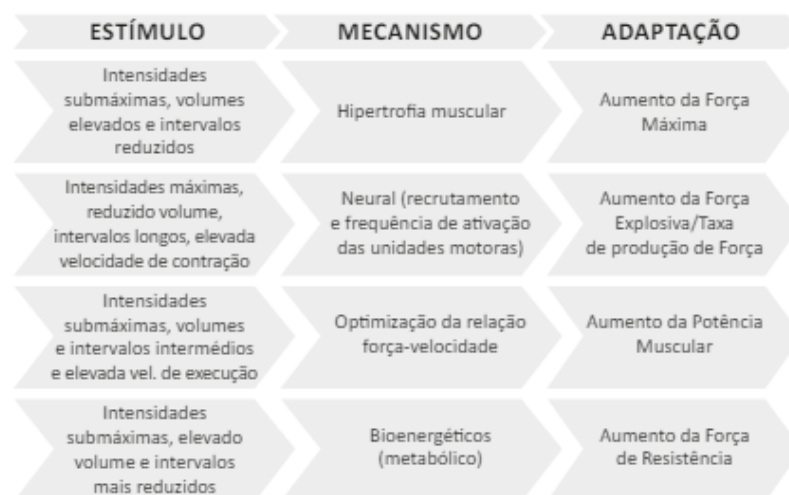 ESTÍMULO
MECANISMO
ADAPTAÇÃO
Intensidades
submáximas, volumes
elevados e intervalos
reduzidos
Hipertrofia muscular
Aumento da Força
Máxima
Intensidades máximas,
reduzido volume,
intervalos longos, elevada
velocidade de contração
Neural (recrutamento
e frequência de ativação
das unidades motoras)
Aumento da Força
Explosiva/Taxa
de produção de Força
Intensidades
submáximas, volumes
e intervalos intermédios
e elevada vel. de execução
Optimização da relação
força-velocidade
Aumento da Potência
Muscular
Intensidades
submáximas, elevado
volume e intervalos
mais reduzidos
Bioenergéticos
(metabólico)
Aumento da Força
de Resistência